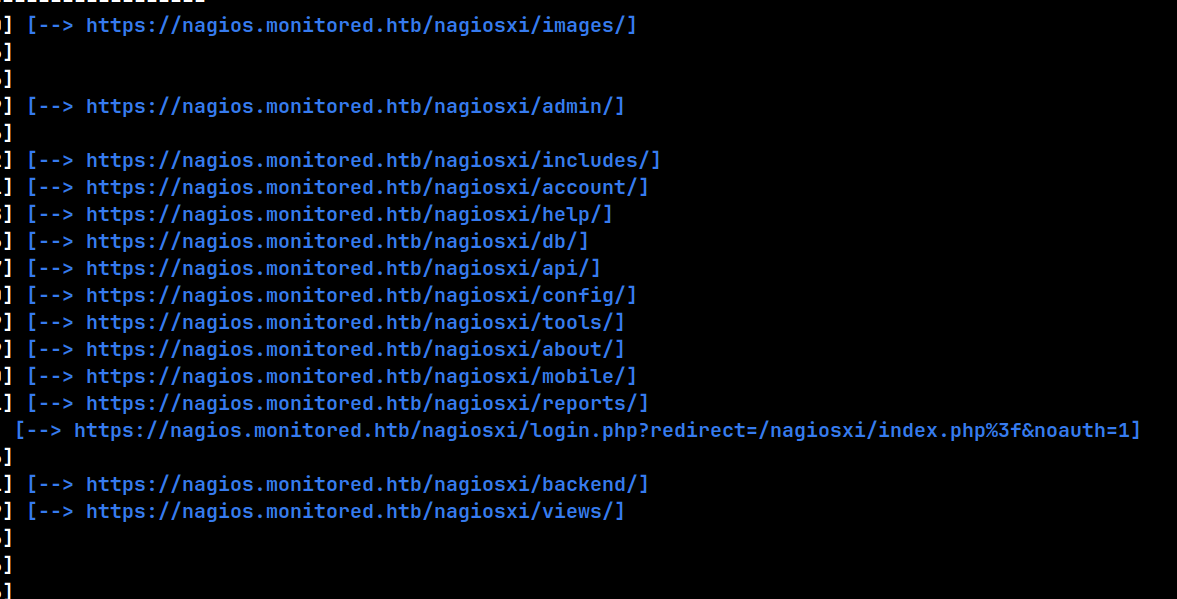 ] [--> https://nagios.monitored.htb/nagiosxi/images/]
]
]
] [--> https://nagios.monitored.htb/nagiosxi/admin/]
]
] [--> https://nagios.monitored.htb/nagiosxi/includes/]
] [--> https://nagios.monitored.htb/nagiosxi/account/]
] [--> https://nagios.monitored.htb/nagiosxi/help/]
] [--> https://nagios.monitored.htb/nagiosxi/db/]
] [--> https://nagios.monitored.htb/nagiosxi/api/]
] [--> https://nagios.monitored.htb/nagiosxi/config/]
] [--> https://nagios.monitored.htb/nagiosxi/tools/]
] [--> https://nagios.monitored.htb/nagiosxi/about/]
] [--> https://nagios.monitored.htb/nagiosxi/mobile/]
] [--> https://nagios.monitored.htb/nagiosxi/reports/]
[--> https://nagios.monitored.htb/nagiosxi/login.php?redirect=/nagiosxi/index.php%3f&noauth=1]
]
] [--> https://nagios.monitored.htb/nagiosxi/backend/]
] [--> https://nagios.monitored.htb/nagiosxi/views/]
]
]
]